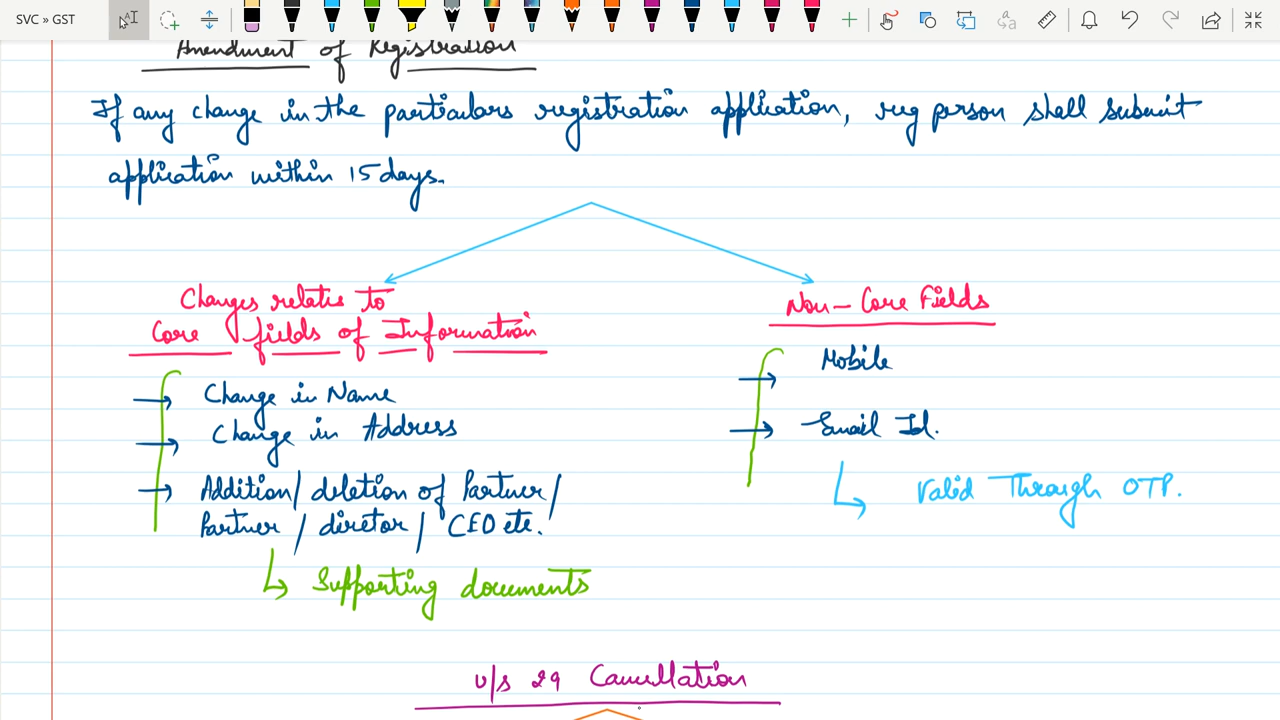 SVC » GST
Amendment of Registration
If any change in the particulars registration application, reg person shall submit
application within 15 days.
Changes relates to
Core fields of Information
Non-Core Fields
Change in Name
Change in Address
Addition/ deletion of Partner/
Partner / diretor / CEO etc.
Supporting documents
Mobile
Email Id.
Valid Through OTP.
u/s 29 Cancellation